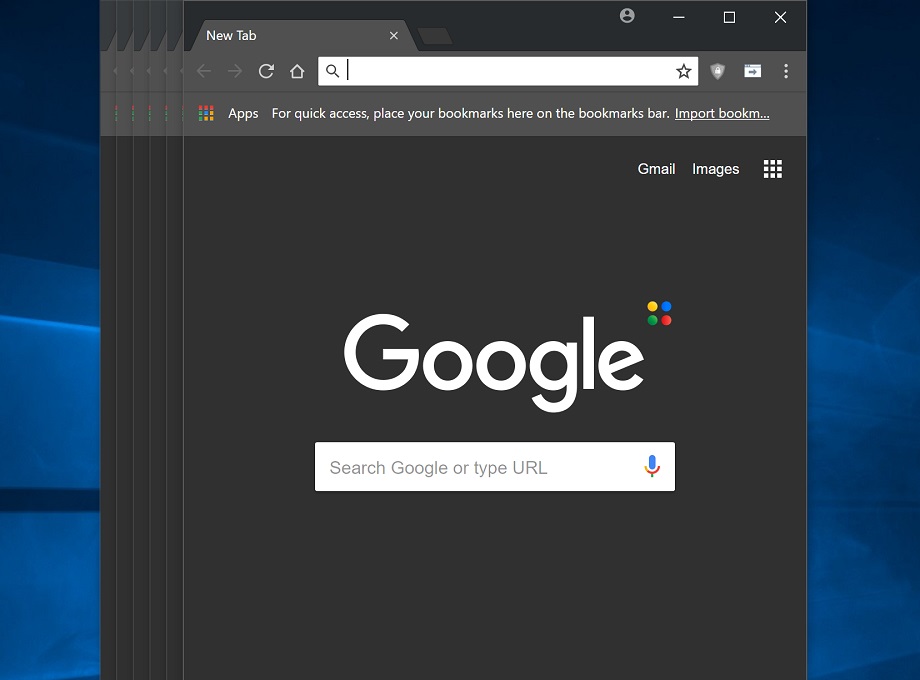 New Tab
Apps For quick access, place your bookmarks here on the bookmarks bar. Import bookm...
Gmail Images
Google
Search Google or type URL